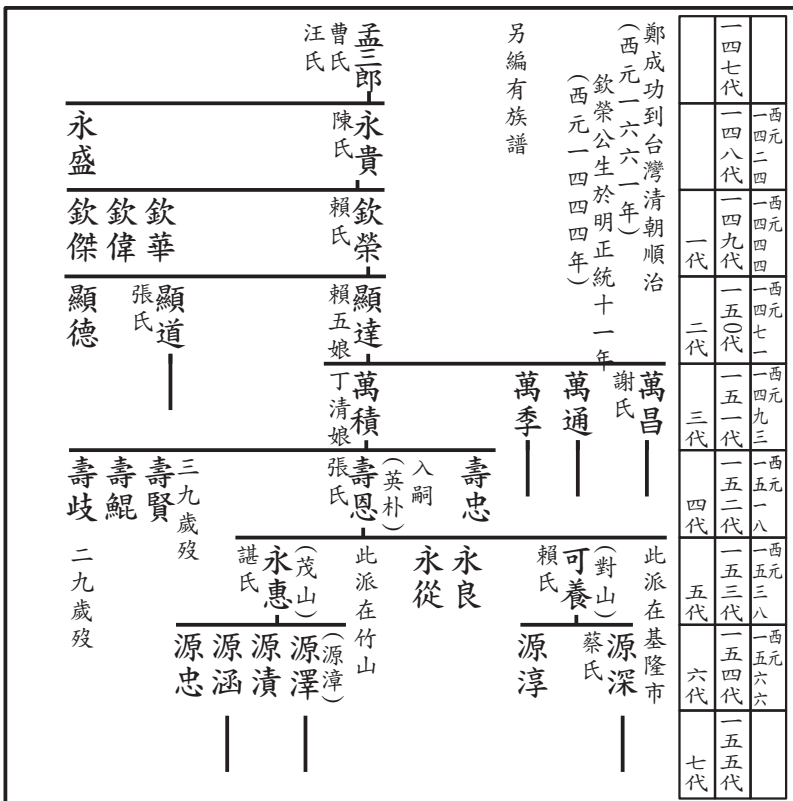 一四七代
西元一四二四
一四八代
西元一四四四
一四九代
一代
西元一四七一
一五〇代
二代
西元一四九三
一五一代
三代
西元一五一八
一五二代
四代
西元一五三八
一五三代
五代
西元一五六六
一五四代
六代
一五五代
七代
鄭成功到台灣清朝順治
(西元一六六一年)
欽榮公生於明正統十一年
(西元一四四四年)
另編有族譜
孟三郎
曹氏
汪氏
永貴
陳氏
永盛
欽榮
賴氏
欽華
欽偉
欽傑
顯達
賴五娘
顯道
張氏
顯德
萬昌
謝氏
萬通
萬季
萬積
丁清娘
壽忠
入嗣
(英朴)
壽恩
張氏
三九歲歿
壽賢
壽鯤
壽歧
二九歲歿
此派在基隆市
(對山)
可養
賴氏
永良
永從
此派在竹山
(茂山)
永惠
諶氏
源深
蔡氏
源淳
(源漳)
源澤
源漬
源涵
源忠